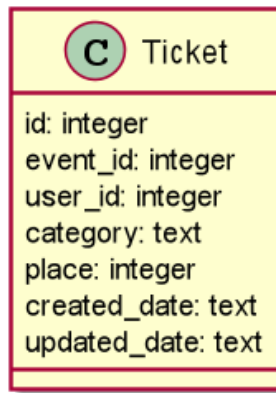 C Ticket
id: integer
event_id: integer
user_id: integer
category: text
place: integer
created_date: text
updated_date: text